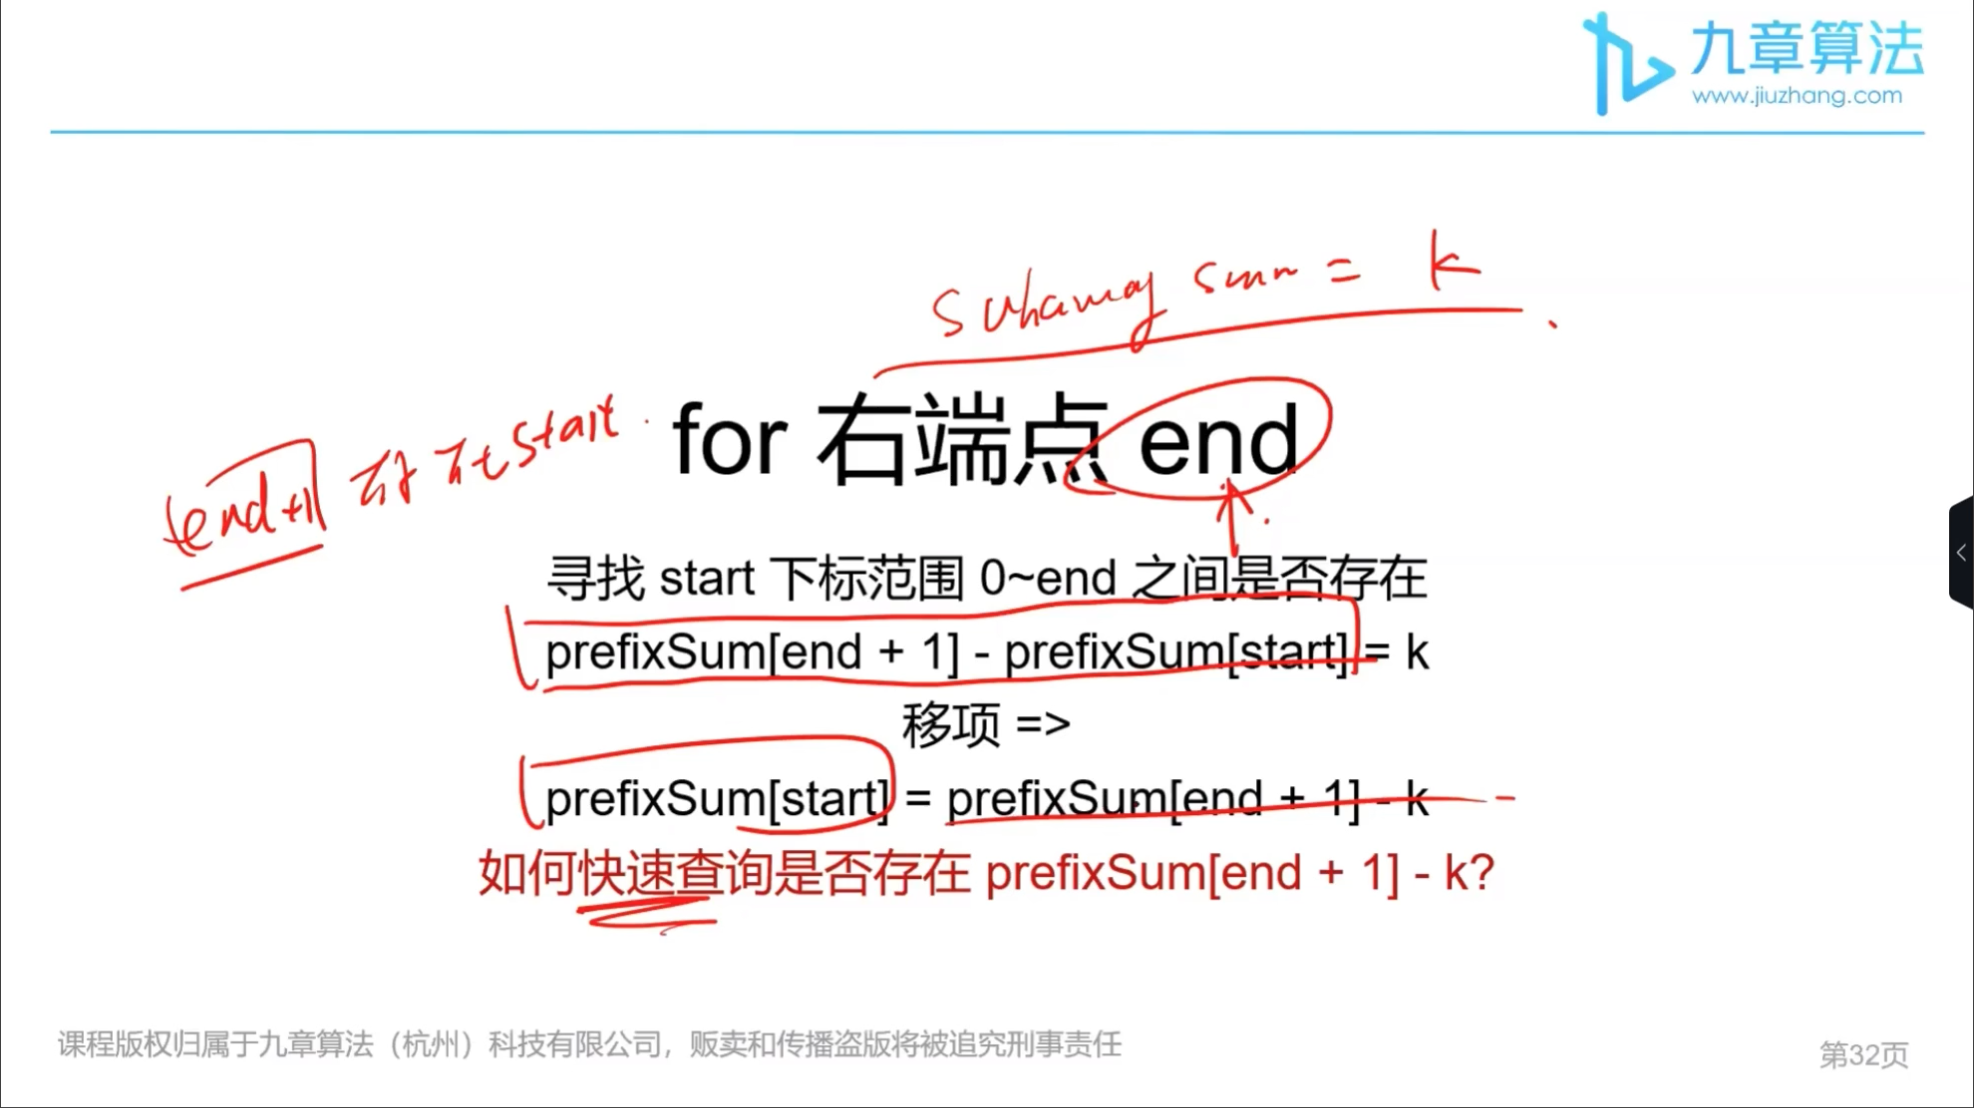 九章算法
www.jiuzhang.com
subarray sum = k
for 右端点 end
end+1 start
寻找 start 下标范围 0~end 之间是否存在
prefixSum[end + 1] - prefixSum[start] = k
移项 =>
prefixSum[start] = prefixSum[end + 1] - k
如何快速查询是否存在 prefixSum[end + 1] - k?
课程版权归属于九章算法（杭州）科技有限公司，贩卖和传播盗版将被追究刑事责任
第32页